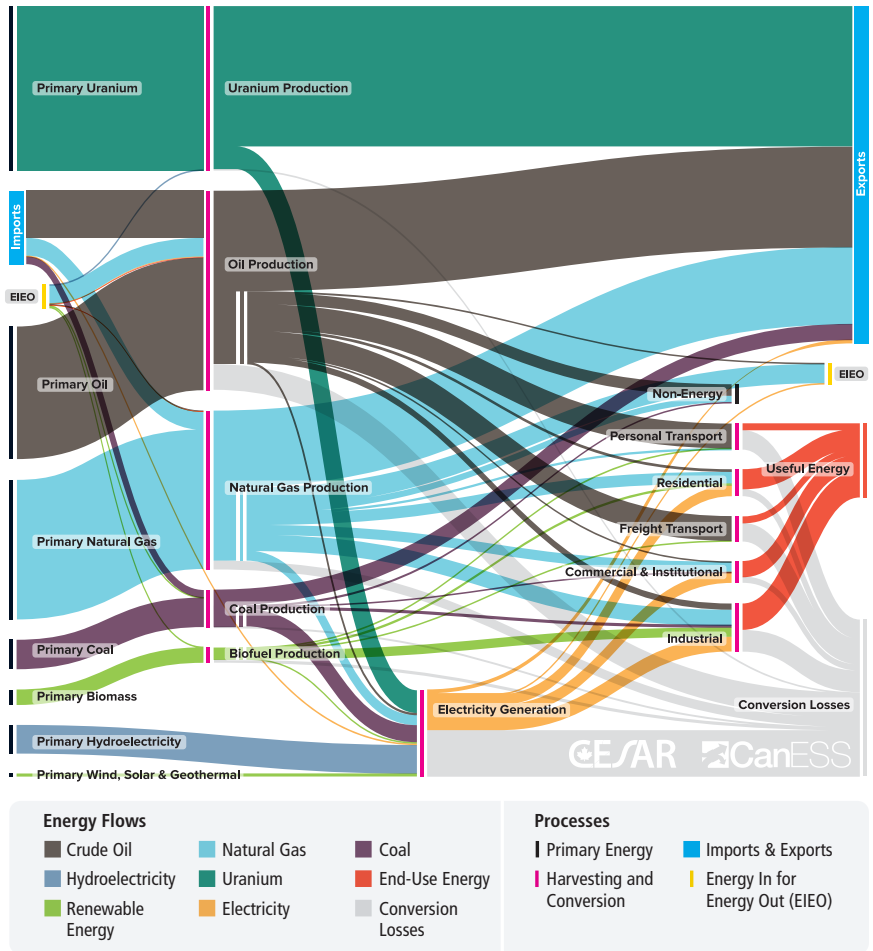 Primary Uranium
Uranium Production
Exports
Imports
Oil Production
EIEO
EIEO
Primary Oil
Non-Energy
Personal Transport
Useful Energy
Residential
Natural Gas Production
Freight Transport
Primary Natural Gas
Commercial & Institutional
Coal Production
Industrial
Primary Coal
Biofuel Production
Primary Biomass
Electricity Generation
Conversion Losses
Primary Hydroelectricity
CESAR CanESS
Primary Wind, Solar & Geothermal
Energy Flows
Crude Oil
Natural Gas
Coal
Hydroelectricity
Uranium
End-Use Energy
Renewable
Energy
Electricity
Conversion
Losses
Processes
Primary Energy
Imports & Exports
Harvesting and
Conversion
Energy In for
Energy Out (EIEO)